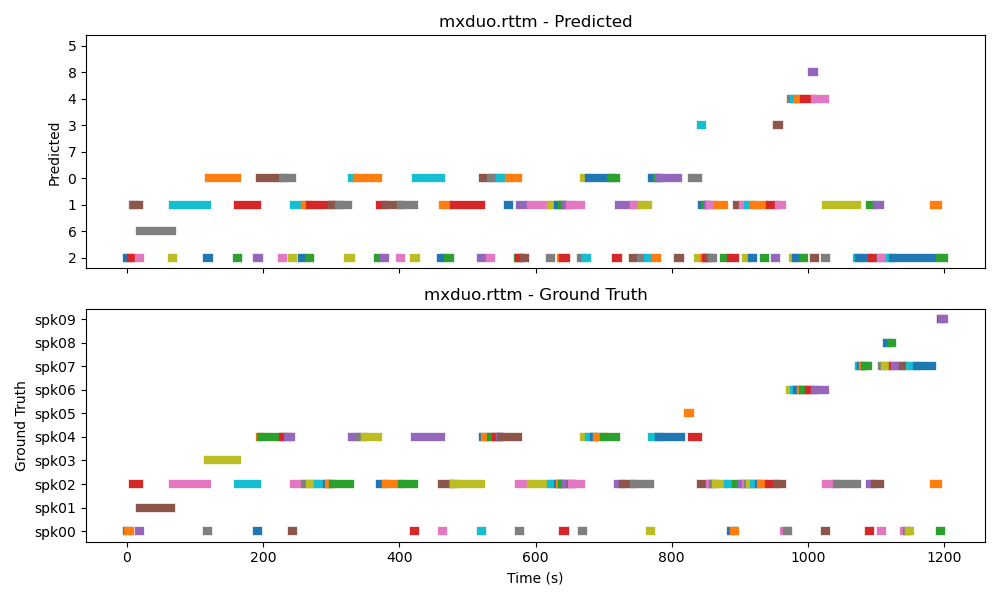 mxduo.rttm - Predicted
Predicted
5
8
4
3
7
0
1
6
2
mxduo.rttm - Ground Truth
Ground Truth
spk09
spk08
spk07
spk06
spk05
spk04
spk03
spk02
spk01
spk00
0 200 400 600 800 1000 1200
Time (s)